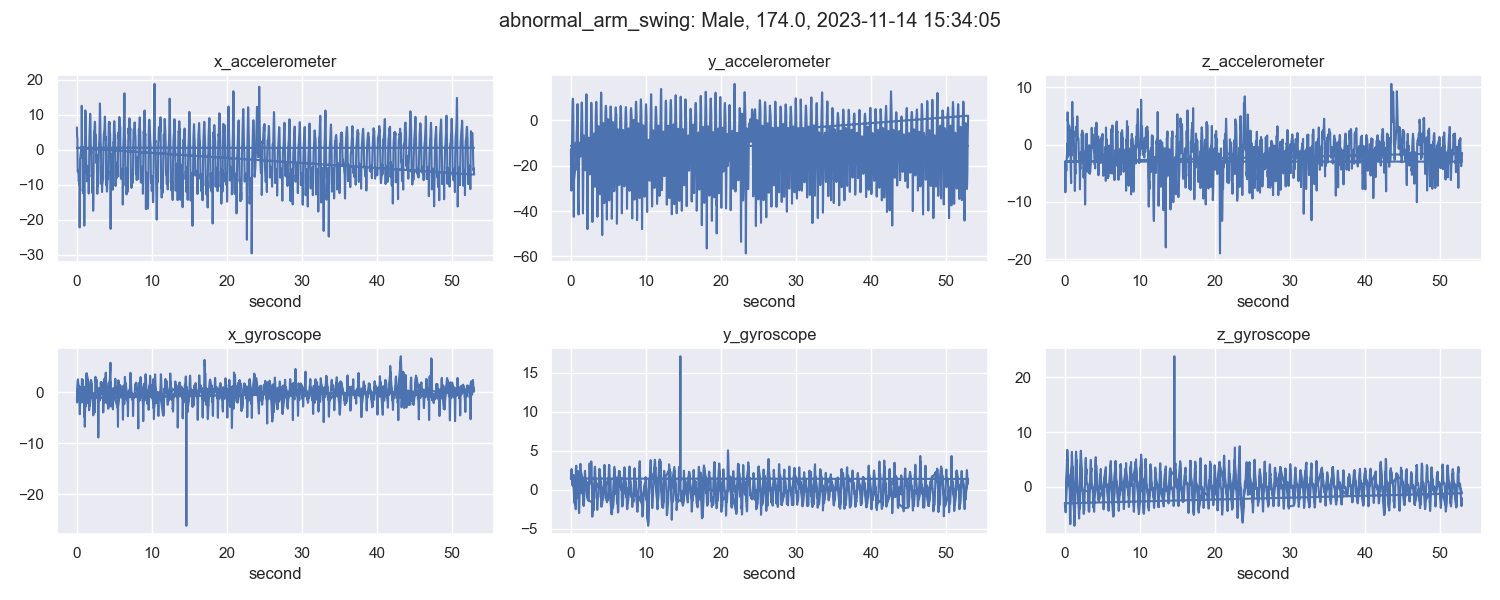 abnormal_arm_swing: Male, 174.0, 2023-11-14 15:34:05
x_accelerometer
20
10
0
−10
−20
−30
0 10 20 30 40 50
second
y_accelerometer
0
−20
−40
−60
0 10 20 30 40 50
second
z_accelerometer
10
0
−10
−20
0 10 20 30 40 50
second
x_gyroscope
0
−10
−20
0 10 20 30 40 50
second
y_gyroscope
15
10
5
0
−5
0 10 20 30 40 50
second
z_gyroscope
20
10
0
0 10 20 30 40 50
second